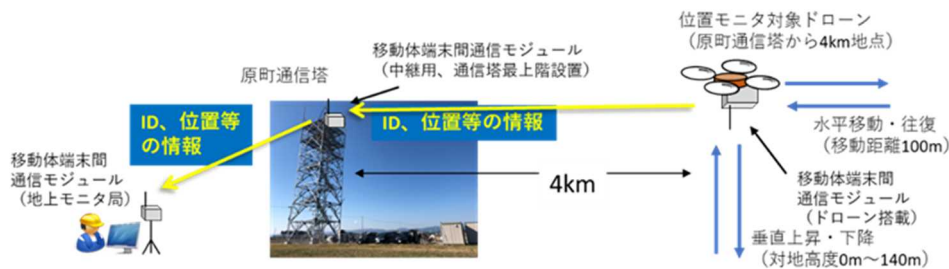 位置モニタ対象ドローン
（原町通信塔から4km地点）
移動体端末間通信モジュール
（中継用、通信塔最上階設置）
原町通信塔
ID、位置等
の情報
ID、位置等の情報
水平移動・往復
（移動距離100m）
移動体端末間
通信モジュール
（地上モニタ局）
4km
移動体端末間
通信モジュール
（ドローン搭載）
垂直上昇・下降
（対地高度0m～140m）